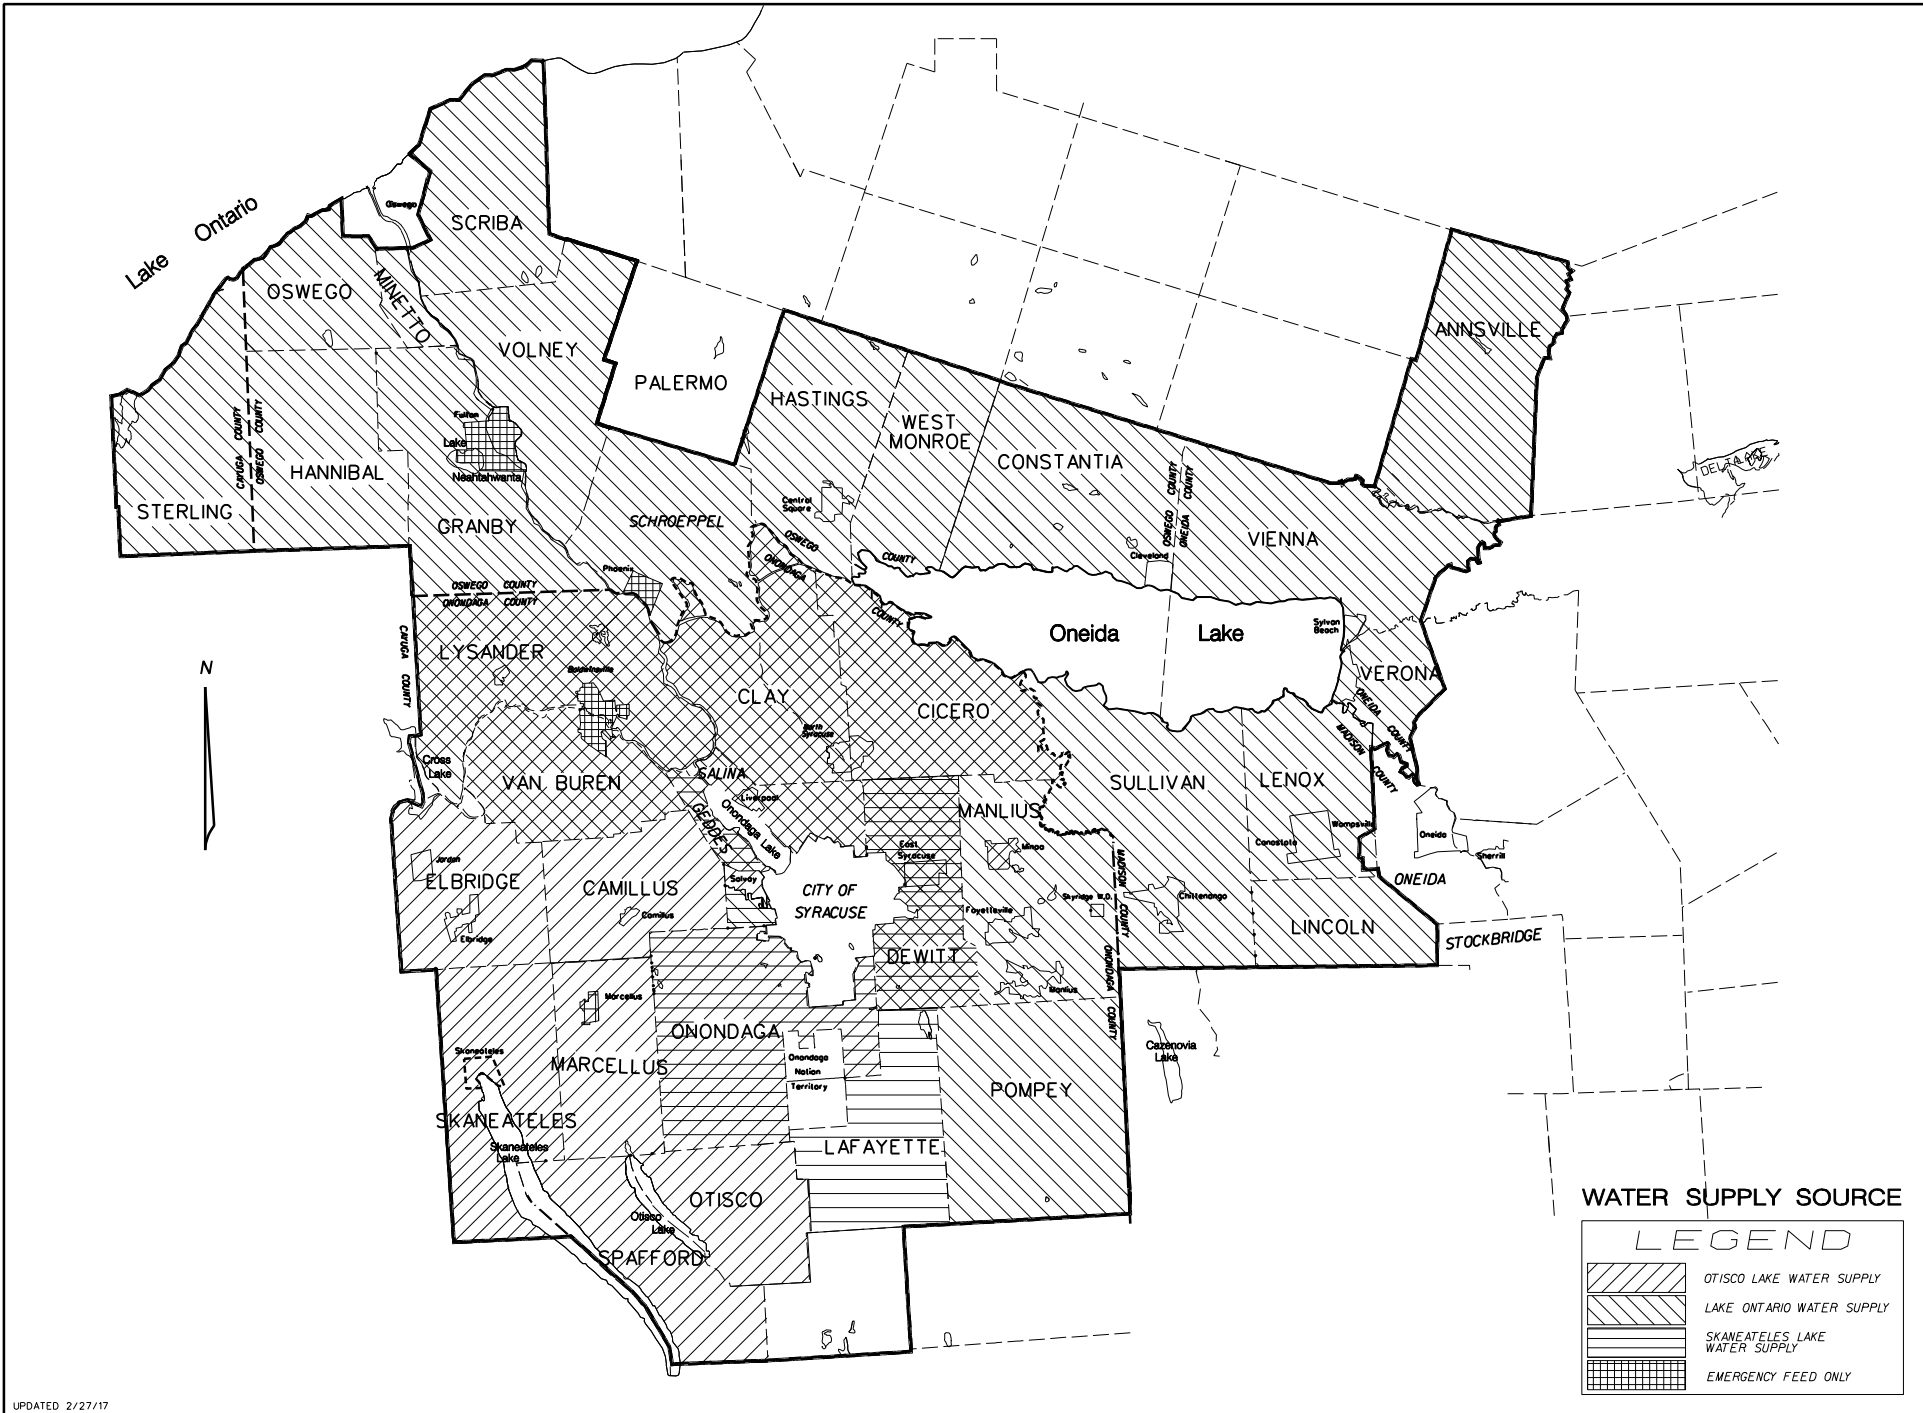 Lake Ontario
Oswego
SCRIBA
OSWEGO
MINETTO
VOLNEY
PALERMO
ANNSVILLE
HASTINGS
WEST
MONROE
CONSTANTIA
CAYUGA COUNTY
OSWEGO COUNTY
Fulton
Lake
Neahtahwanta
HANNIBAL
STERLING
GRANBY
SCHROEPPEL
Central
Square
OSWEGO COUNTY
ONONDAGA COUNTY
OSWEGO COUNTY
ONEIDA COUNTY
Cleveland
VIENNA
DELTA LAKE
Phoenix
OSWEGO COUNTY
ONONDAGA COUNTY
CAYUGA COUNTY
LYSANDER
Baldwinsville
CLAY
CICERO
North
Syracuse
Oneida Lake
Sylvan
Beach
VERONA
ONEIDA COUNTY
MADISON COUNTY
N
Cross
Lake
VAN BUREN
SALINA
Liverpool
GEDDES
Onondaga Lake
MANLIUS
SULLIVAN
LENOX
Wampsville
Canastota
Oneida
Sherrill
ONEIDA
Jordan
ELBRIDGE
Elbridge
CAMILLUS
Camillus
Solvay
CITY OF
SYRACUSE
East
Syracuse
Minoa
Fayetteville
Skyridge W.D.
MADISON COUNTY
ONONDAGA COUNTY
Chittenango
LINCOLN
STOCKBRIDGE
DEWITT
Manlius
Marcellus
ONONDAGA
MARCELLUS
Onondaga
Nation
Territory
Cazenovia
Lake
POMPEY
Skaneateles
SKANEATELES
Skaneateles
Lake
LAFAYETTE
OTISCO
Otisco
Lake
SPAFFORD
WATER SUPPLY SOURCE
LEGEND
OTISCO LAKE WATER SUPPLY
LAKE ONTARIO WATER SUPPLY
SKANEATELES LAKE
WATER SUPPLY
EMERGENCY FEED ONLY
UPDATED 2/27/17